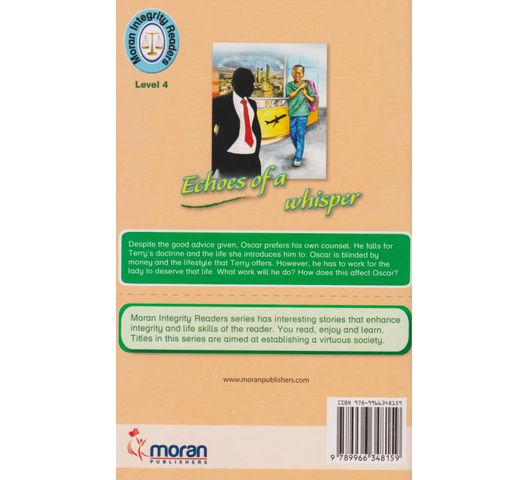 Moran Integrity Readers
Level 4
Echoes of a
whisper
Despite the good advice given, Oscar prefers his own counsel. He falls for
Terry's doctrine and the life she introduces him to. Oscar is blinded by
money and the lifestyle that Terry offers. However, he has to work for the
lady to deserve that life. What work will he do? How does this affect Oscar?
Moran Integrity Readers series has interesting stories that enhance
integrity and life skills of the reader. You read, enjoy and learn.
Titles in this series are aimed at establishing a virtuous society.
www.moranpublishers.com
ISBN 978-9966348159
moran
PUBLISHERS
9 789966 348159